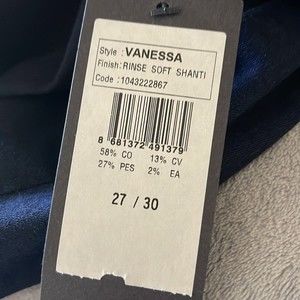 Style : VANESSA
Finish: RINSE SOFT SHANTI
Code : 1043222867
8 681372 491379
58% CO 13% CV
27% PES 2% EA
27 / 30